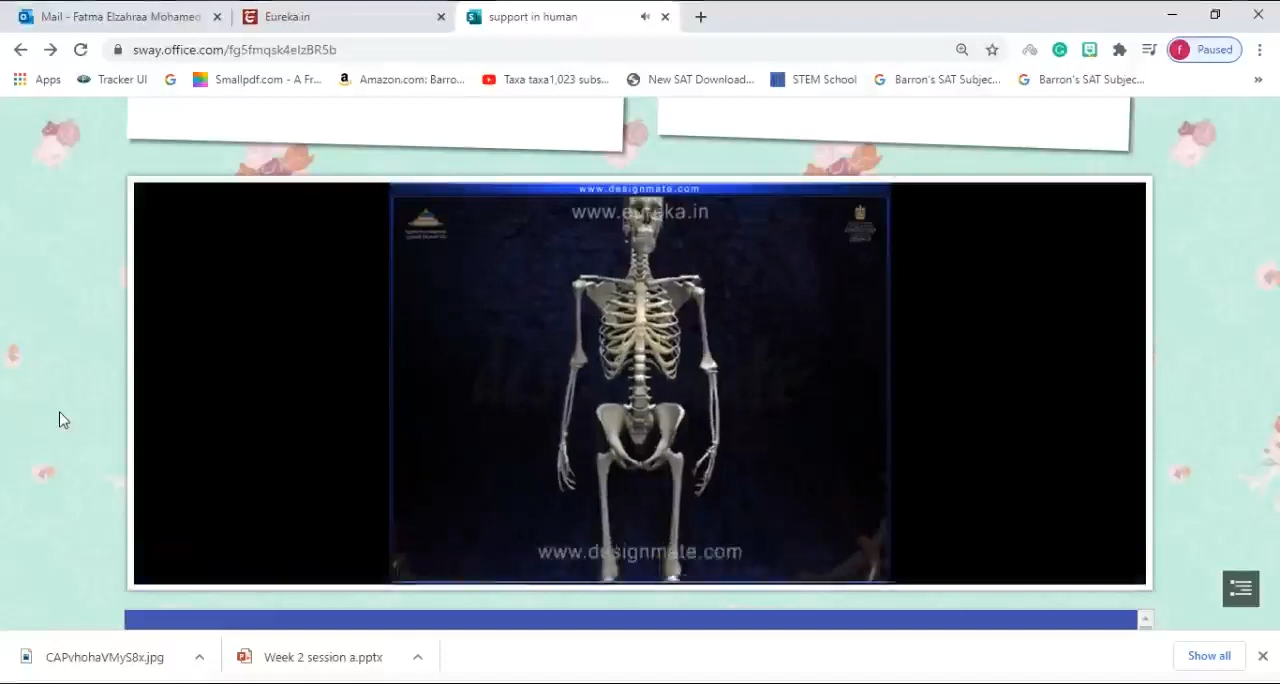 Mail - Fatma Elzahraa Mohamed
Eureka.in
support in human
sway.office.com/fg5fmqsk4elzBR5b
f
Paused
Apps
Tracker UI
Smallpdf.com - A Fr...
Amazon.com: Barro...
Taxa taxa1,023 subs...
New SAT Download...
STEM School
Barron's SAT Subjec...
Barron's SAT Subjec...
»
www.designmate.com
www.eureka.in
www.designmate.com
CAPvhohaVMyS8x.jpg
Week 2 session a.pptx
Show all